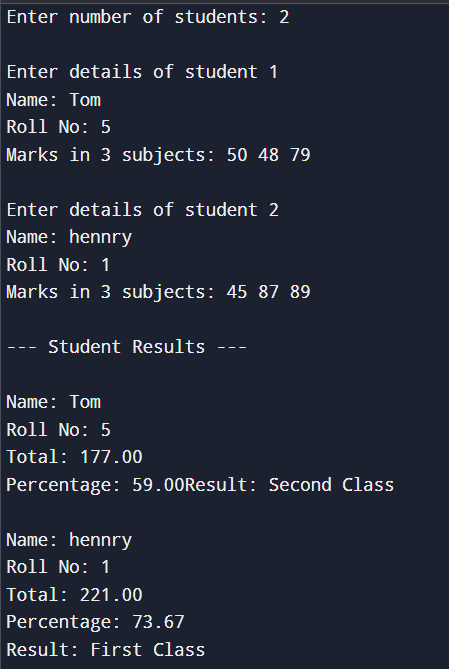 Enter number of students: 2
Enter details of student 1
Name: Tom
Roll No: 5
Marks in 3 subjects: 50 48 79
Enter details of student 2
Name: hennry
Roll No: 1
Marks in 3 subjects: 45 87 89
--- Student Results ---
Name: Tom
Roll No: 5
Total: 177.00
Percentage: 59.00Result: Second Class
Name: hennry
Roll No: 1
Total: 221.00
Percentage: 73.67
Result: First Class